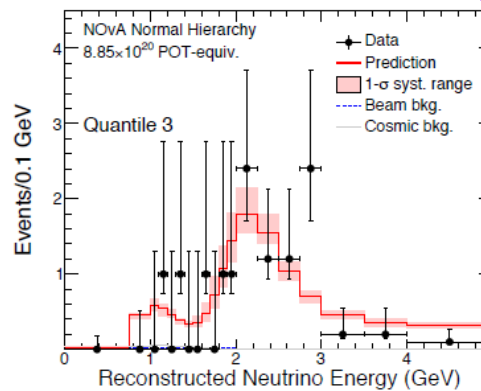 NOvA Normal Hierarchy
8.85×10²⁰ POT-equiv.
Quantile 3
Data
Prediction
1-σ syst. range
Beam bkg.
Cosmic bkg.
Events/0.1 GeV
4
3
2
1
0 1 2 3 4
Reconstructed Neutrino Energy (GeV)